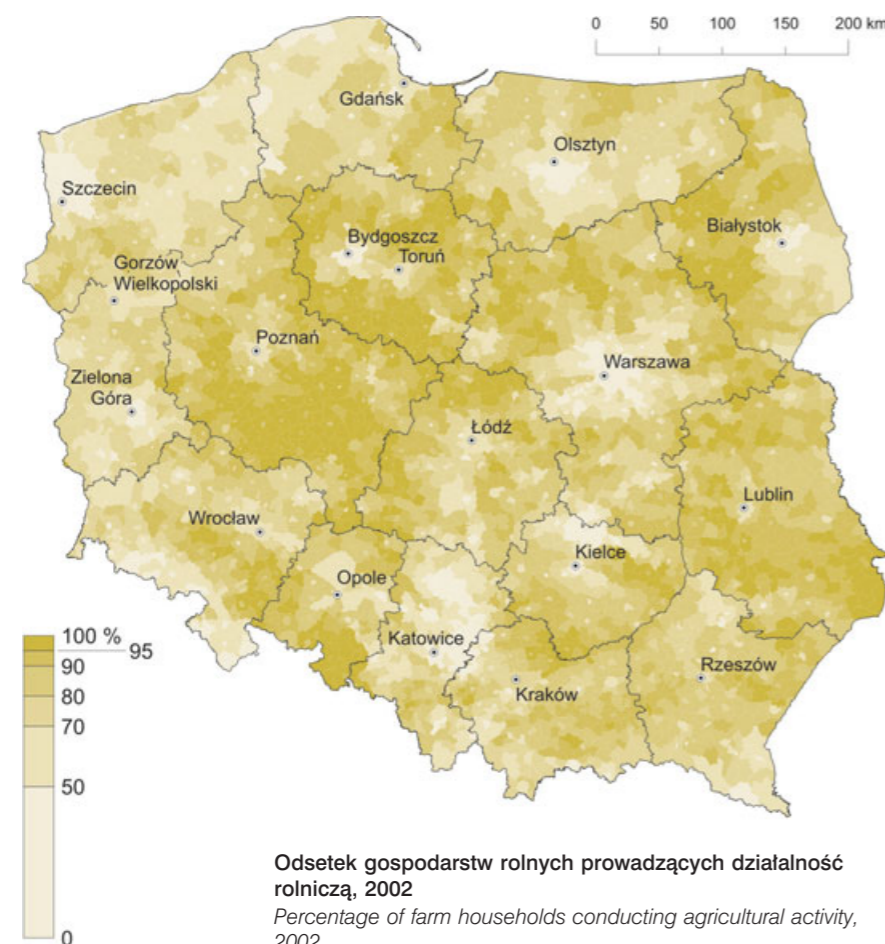 0 50 100 150 200 km
Gdańsk
Olsztyn
Szczecin
Białystok
Bydgoszcz
Toruń
Gorzów
Wielkopolski
Poznań
Warszawa
Zielona
Góra
Łódź
Lublin
Wrocław
Kielce
Opole
Katowice
Rzeszów
Kraków
100 %
95
90
80
70
50
0
Odsetek gospodarstw rolnych prowadzących działalność
rolniczą, 2002
Percentage of farm households conducting agricultural activity,
2002